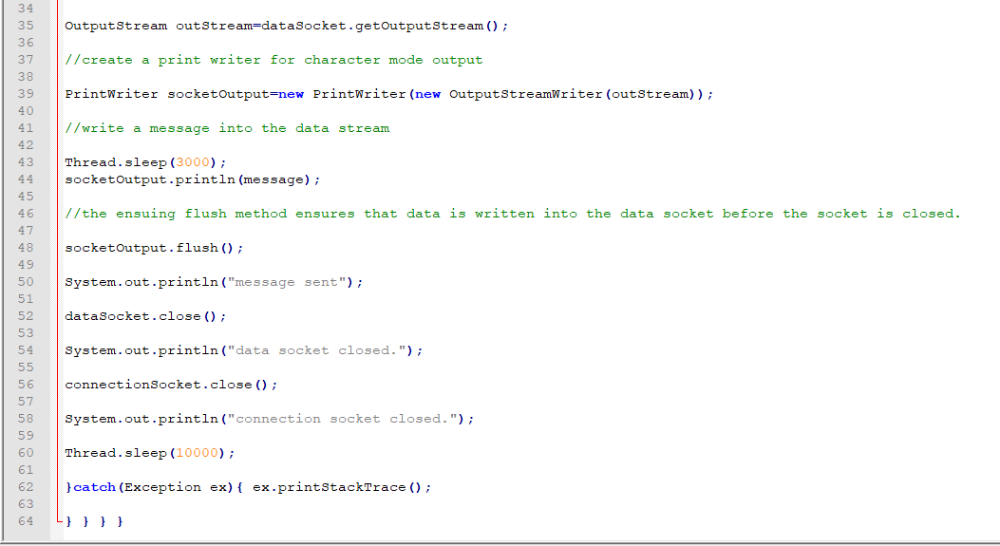 34
35 OutputStream outStream=dataSocket.getOutputStream();
36
37 //create a print writer for character mode output
38
39 PrintWriter socketOutput=new PrintWriter(new OutputStreamWriter(outStream));
40
41 //write a message into the data stream
42
43 Thread.sleep(3000);
44 socketOutput.println(message);
45
46 //the ensuing flush method ensures that data is written into the data socket before the socket is closed.
47
48 socketOutput.flush();
49
50 System.out.println("message sent");
51
52 dataSocket.close();
53
54 System.out.println("data socket closed.");
55
56 connectionSocket.close();
57
58 System.out.println("connection socket closed.");
59
60 Thread.sleep(10000);
61
62 }catch(Exception ex){ ex.printStackTrace();
63
64 } } } }